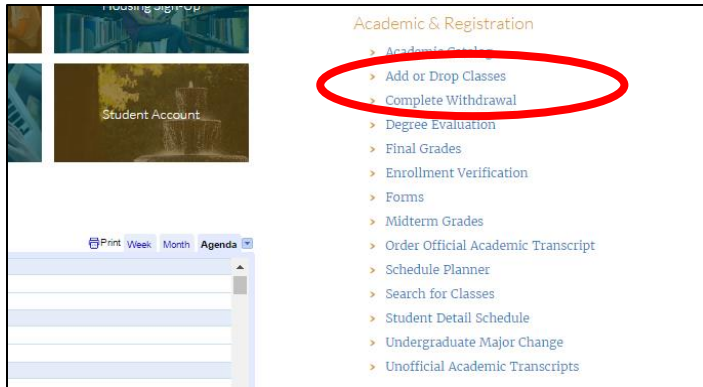 Housing Sign-Up
Student Account
Print Week Month Agenda
Academic & Registration
Academic Catalog
Add or Drop Classes
Complete Withdrawal
Degree Evaluation
Final Grades
Enrollment Verification
Forms
Midterm Grades
Order Official Academic Transcript
Schedule Planner
Search for Classes
Student Detail Schedule
Undergraduate Major Change
Unofficial Academic Transcripts